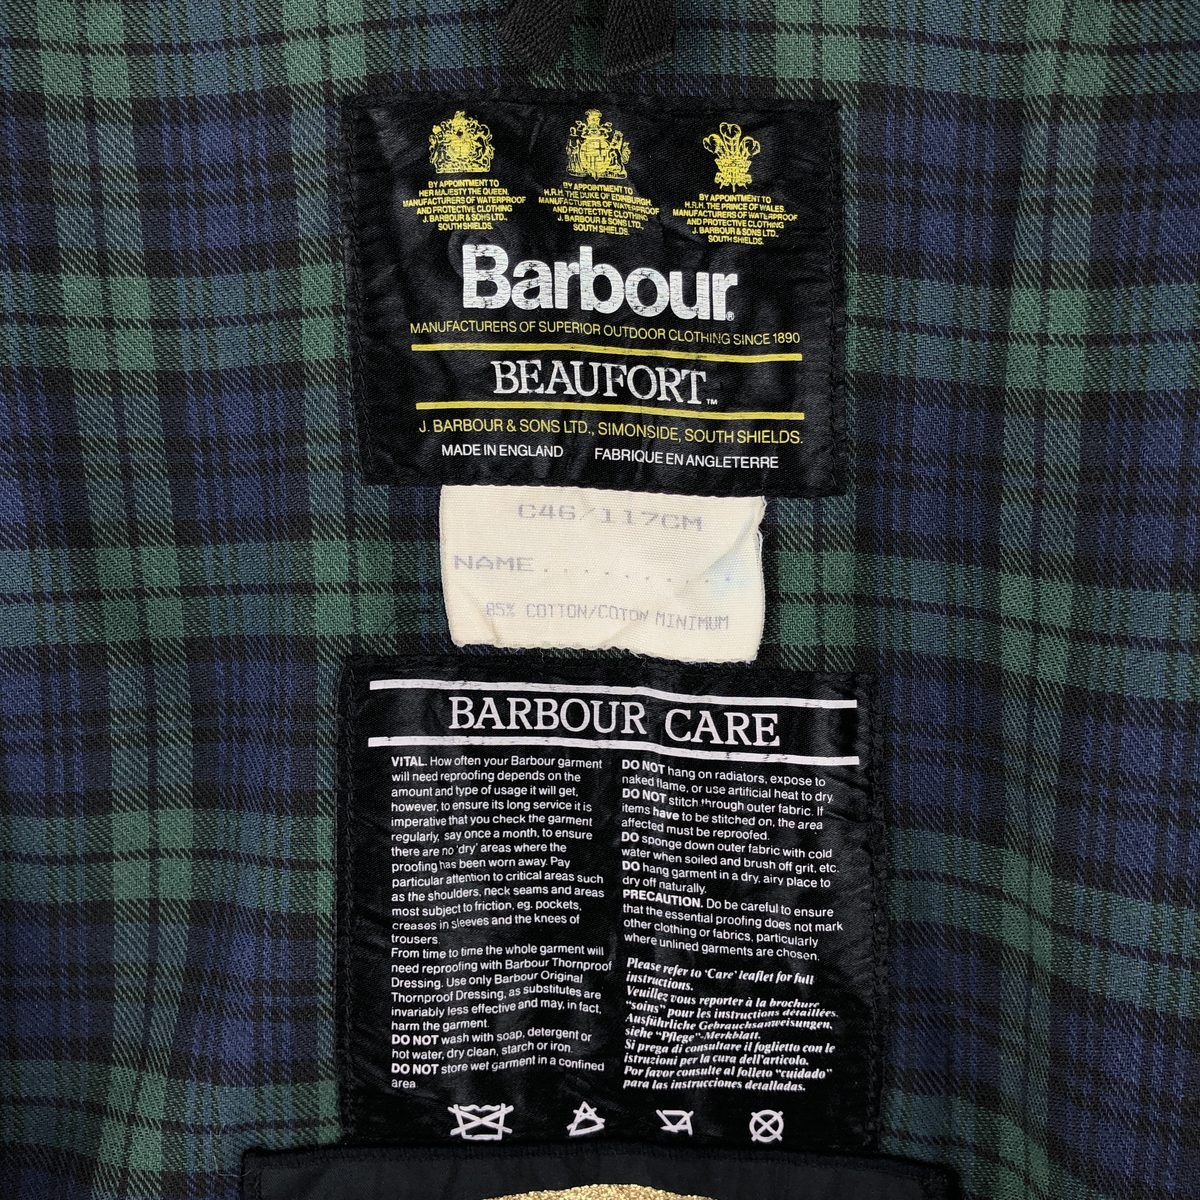 BY APPOINTMENT TO
HER MAJESTY THE QUEEN.
MANUFACTURERS OF WATERPROOF
AND PROTECTIVE CLOTHING
J. BARBOUR & SONS LTD.,
SOUTH SHIELDS.
BY APPOINTMENT TO
H.R.H. THE DUKE OF EDINBURGH.
MANUFACTURERS OF WATERPROOF
AND PROTECTIVE CLOTHING
J. BARBOUR & SONS LTD.,
SOUTH SHIELDS.
BY APPOINTMENT TO
H.R.H. THE PRINCE OF WALES.
MANUFACTURERS OF WATERPROOF
AND PROTECTIVE CLOTHING
J. BARBOUR & SONS LTD.,
SOUTH SHIELDS.
Barbour®
MANUFACTURERS OF SUPERIOR OUTDOOR CLOTHING SINCE 1890
BEAUFORT™
J. BARBOUR & SONS LTD., SIMONSIDE, SOUTH SHIELDS.
MADE IN ENGLAND FABRIQUE EN ANGLETERRE
C46/117CM
NAME..........
85% COTTON/COTON MINIMUM
BARBOUR CARE
VITAL. How often your Barbour garment
will need reproofing depends on the
amount and type of usage it will get,
however, to ensure its long service it is
imperative that you check the garment
regularly, say once a month, to ensure
there are no 'dry' areas where the
proofing has been worn away. Pay
particular attention to critical areas such
as the shoulders, neck seams and areas
most subject to friction, eg. pockets,
creases in sleeves and the knees of
trousers.
From time to time the whole garment will
need reproofing with Barbour Thornproof
Dressing. Use only Barbour Original
Thornproof Dressing, as substitutes are
invariably less effective and may, in fact,
harm the garment.
DO NOT wash with soap, detergent or
hot water, dry clean, starch or iron.
DO NOT store wet garment in a confined
area.
DO NOT hang on radiators, expose to
naked flame, or use artificial heat to dry.
DO NOT stitch through outer fabric. If
items have to be stitched on, the area
affected must be reproofed.
DO sponge down outer fabric with cold
water when soiled and brush off grit, etc.
DO hang garment in a dry, airy place to
dry off naturally.
PRECAUTION. Do be careful to ensure
that the essential proofing does not mark
other clothing or fabrics, particularly
where unlined garments are chosen.
Please refer to 'Care' leaflet for full
instructions.
Veuillez vous reporter à la brochure
"soins" pour les instructions détaillées.
Ausführliche Gebrauchsanweisungen,
siehe "Pflege"-Merkblatt.
Si prega di consultare il foglietto con le
istruzioni per la cura dell'articolo.
Por favor consulte al folleto "cuidado"
para las instrucciones detalladas.